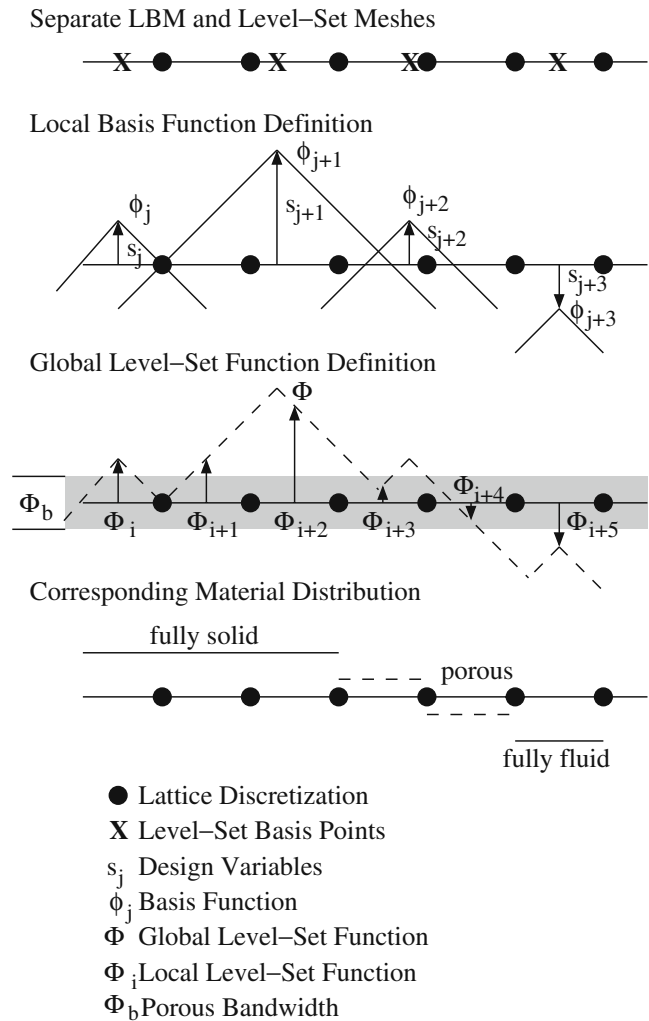 Separate LBM and Level–Set Meshes
X X X X
Local Basis Function Definition
ϕj sj ϕj+1 sj+1 ϕj+2 sj+2 sj+3 ϕj+3
Global Level–Set Function Definition
Φ
Φb Φi Φi+1 Φi+2 Φi+3 Φi+4 Φi+5
Corresponding Material Distribution
fully solid
porous
fully fluid
Lattice Discretization
X Level–Set Basis Points
sj Design Variables
ϕj Basis Function
Φ Global Level–Set Function
Φi Local Level–Set Function
Φb Porous Bandwidth